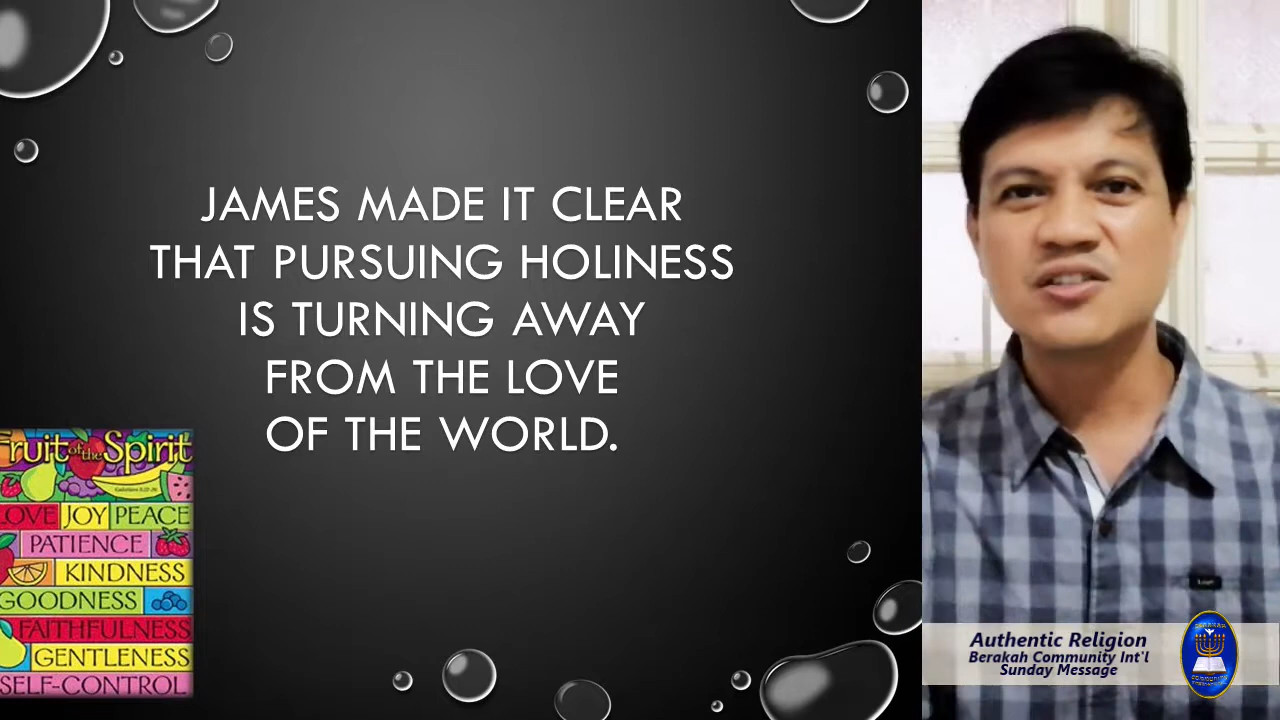 JAMES MADE IT CLEAR
THAT PURSUING HOLINESS
IS TURNING AWAY
FROM THE LOVE
OF THE WORLD.
Fruit of the Spirit
LOVE JOY PEACE
PATIENCE
KINDNESS
GOODNESS
FAITHFULNESS
GENTLENESS
SELF-CONTROL
Authentic Religion
Berakah Community Int'l
Sunday Message